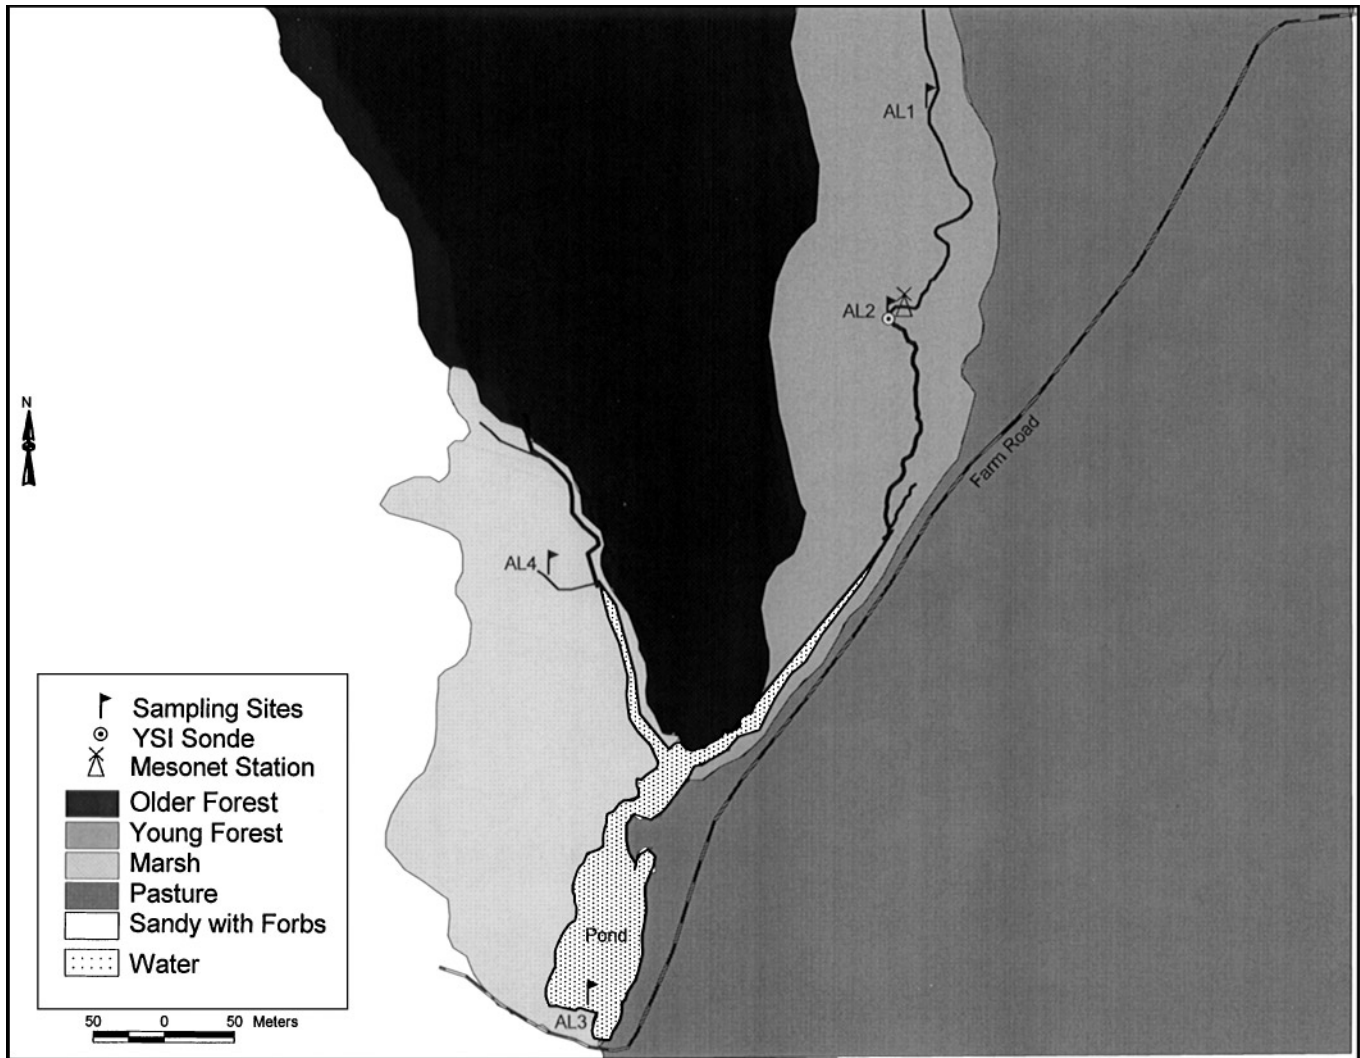 AL1
AL2
N
Farm Road
AL4
Sampling Sites
YSI Sonde
Mesonet Station
Older Forest
Young Forest
Marsh
Pasture
Sandy with Forbs
Water
Pond
AL3
50 0 50 Meters